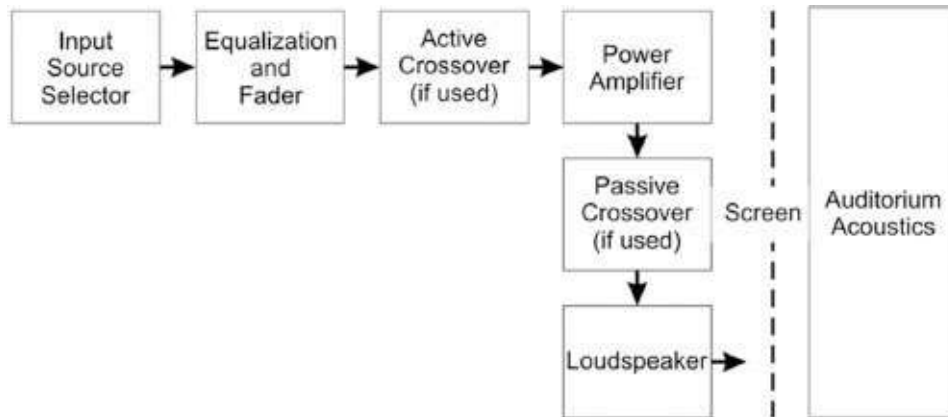 Input
Source
Selector
Equalization
and
Fader
Active
Crossover
(if used)
Power
Amplifier
Passive
Crossover
(if used)
Screen
Auditorium
Acoustics
Loudspeaker